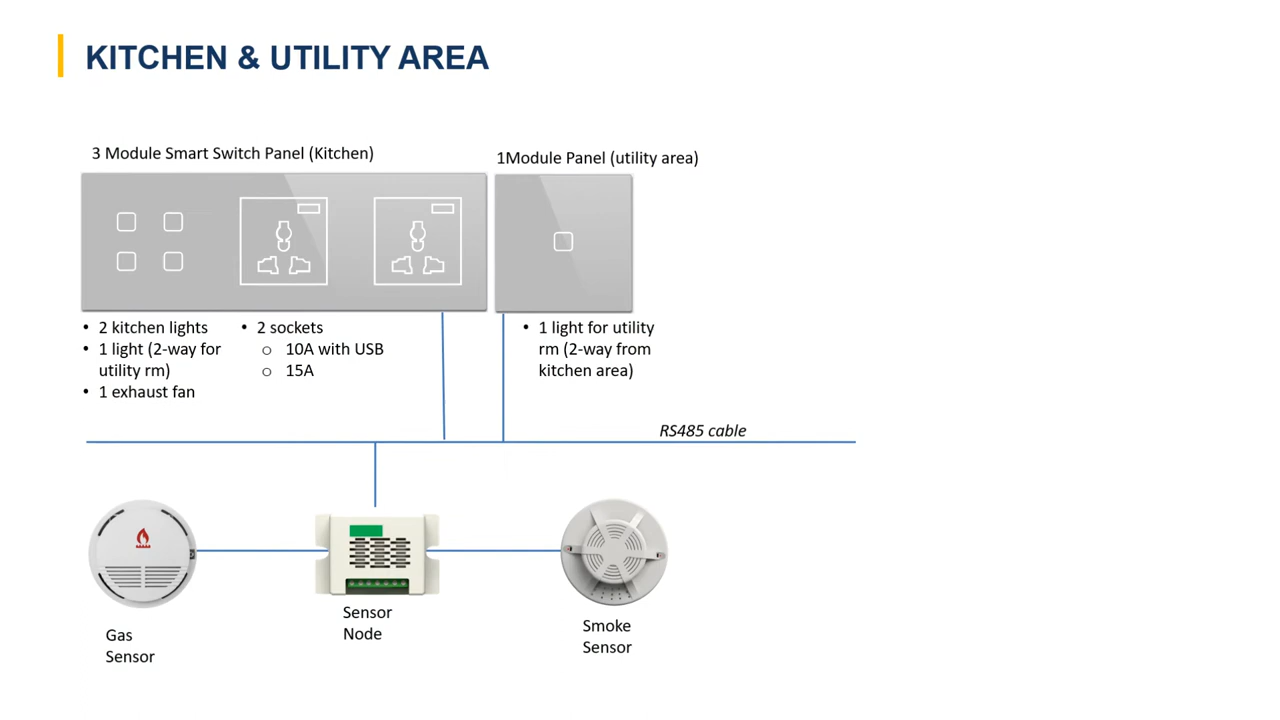 KITCHEN & UTILITY AREA
3 Module Smart Switch Panel (Kitchen)
1Module Panel (utility area)
• 2 kitchen lights
• 1 light (2-way for
utility rm)
• 1 exhaust fan
• 2 sockets
o 10A with USB
o 15A
• 1 light for utility
rm (2-way from
kitchen area)
RS485 cable
Gas
Sensor
Sensor
Node
Smoke
Sensor